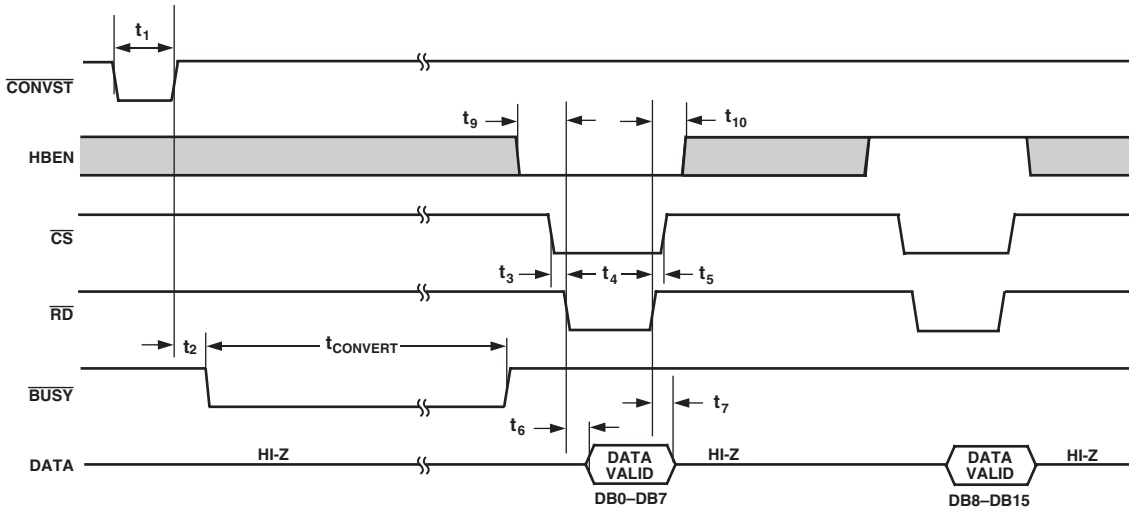 t1
CONVST
t9
t10
HBEN
CS
t3
t4
t5
RD
t2
tCONVERT
BUSY
t6
t7
DATA
HI-Z
DATA
VALID
HI-Z
DATA
VALID
HI-Z
DB0–DB7
DB8–DB15